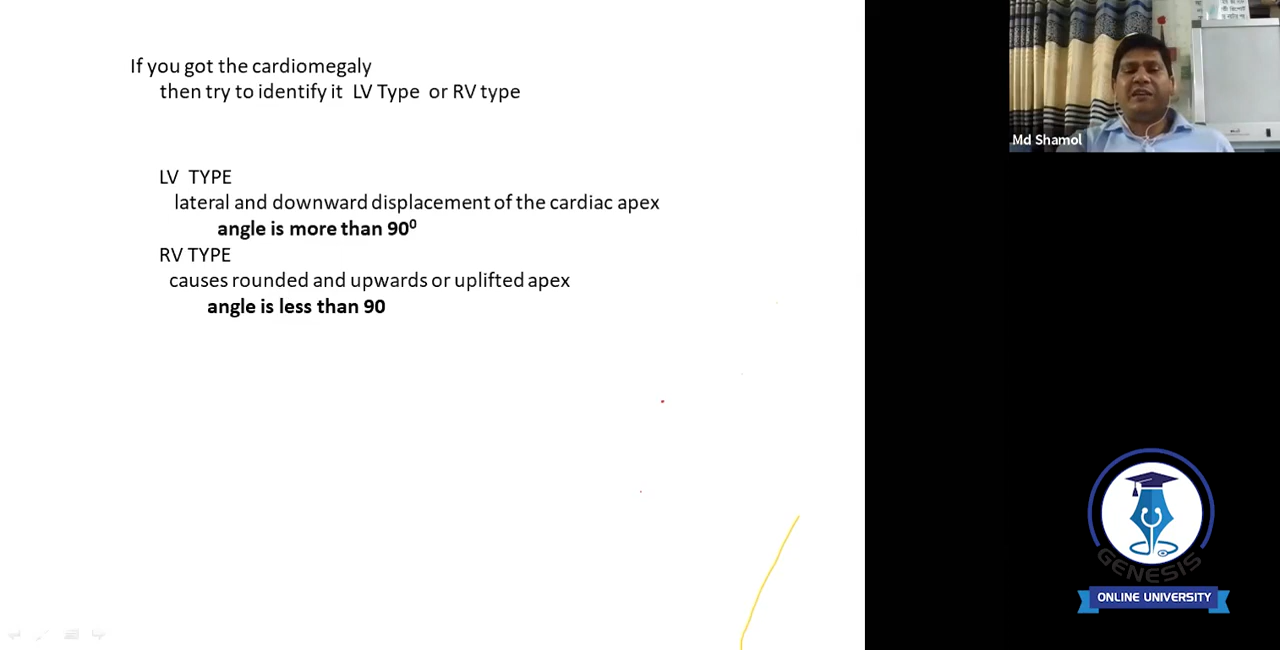 If you got the cardiomegaly
then try to identify it LV Type or RV type
LV TYPE
lateral and downward displacement of the cardiac apex
angle is more than 90⁰
RV TYPE
causes rounded and upwards or uplifted apex
angle is less than 90
Md Shamol
GENESIS
ONLINE UNIVERSITY